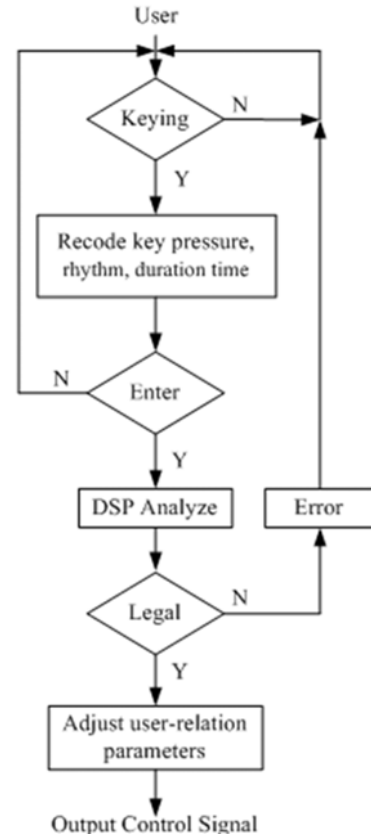 User
Keying
N
Y
Recode key pressure,
rhythm, duration time
N
Enter
Y
DSP Analyze
Error
Legal
N
Y
Adjust user-relation
parameters
Output Control Signal